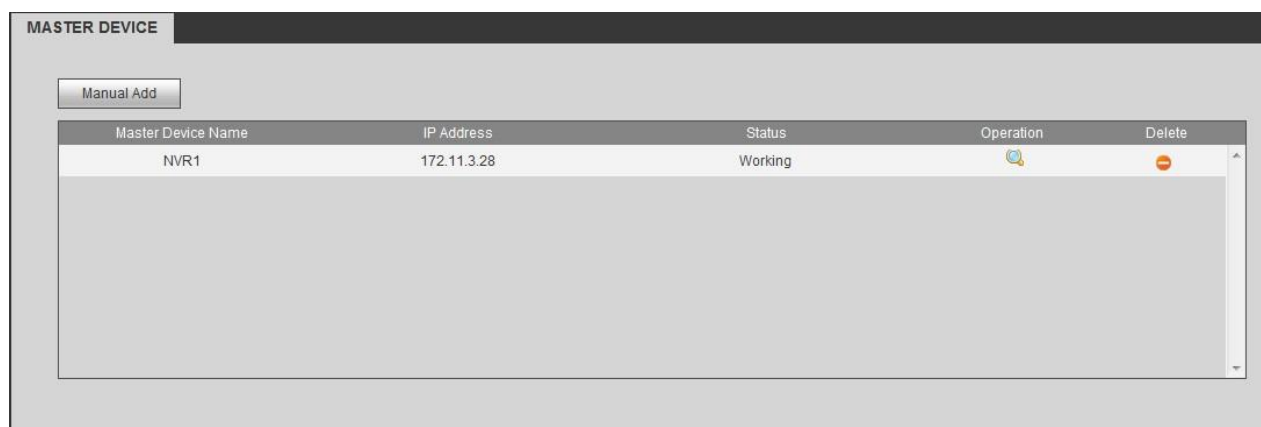 MASTER DEVICE
Manual Add
Master Device Name IP Address Status Operation Delete
NVR1 172.11.3.28 Working